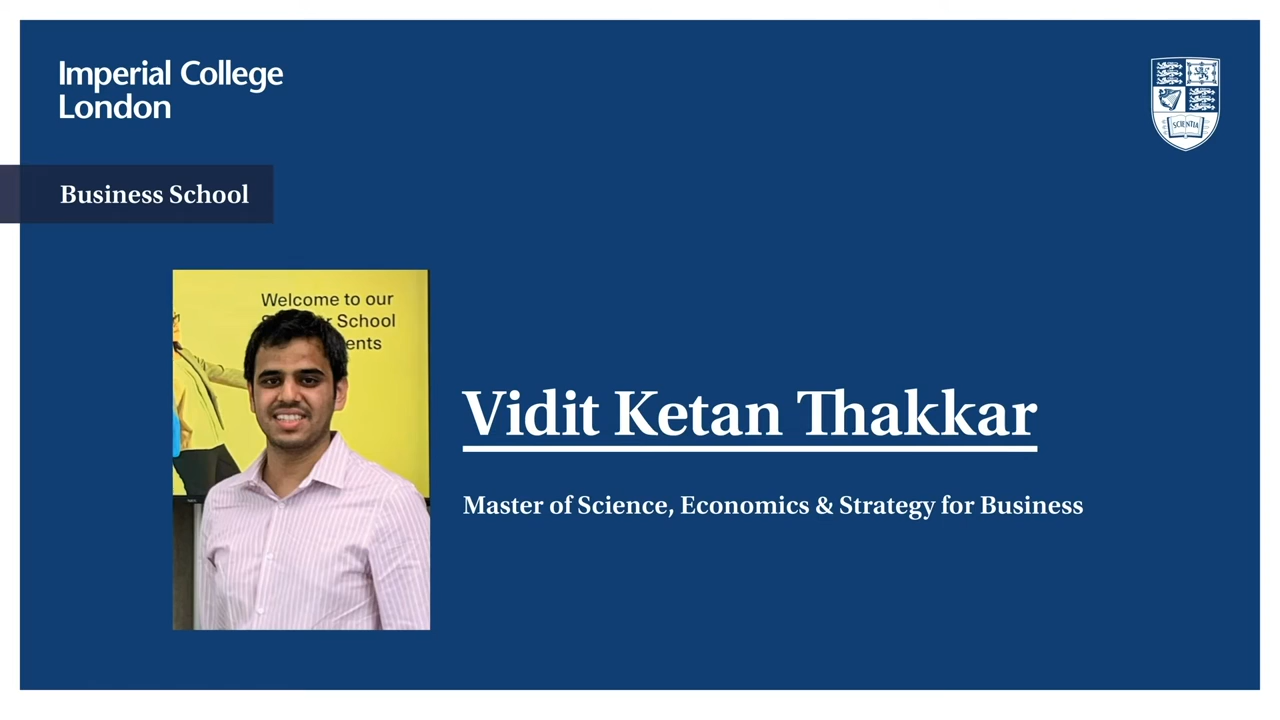 Imperial College
London
Business School
Welcome to our
School
Vidit Ketan Thakkar
Master of Science, Economics & Strategy for Business
SCIENTIA